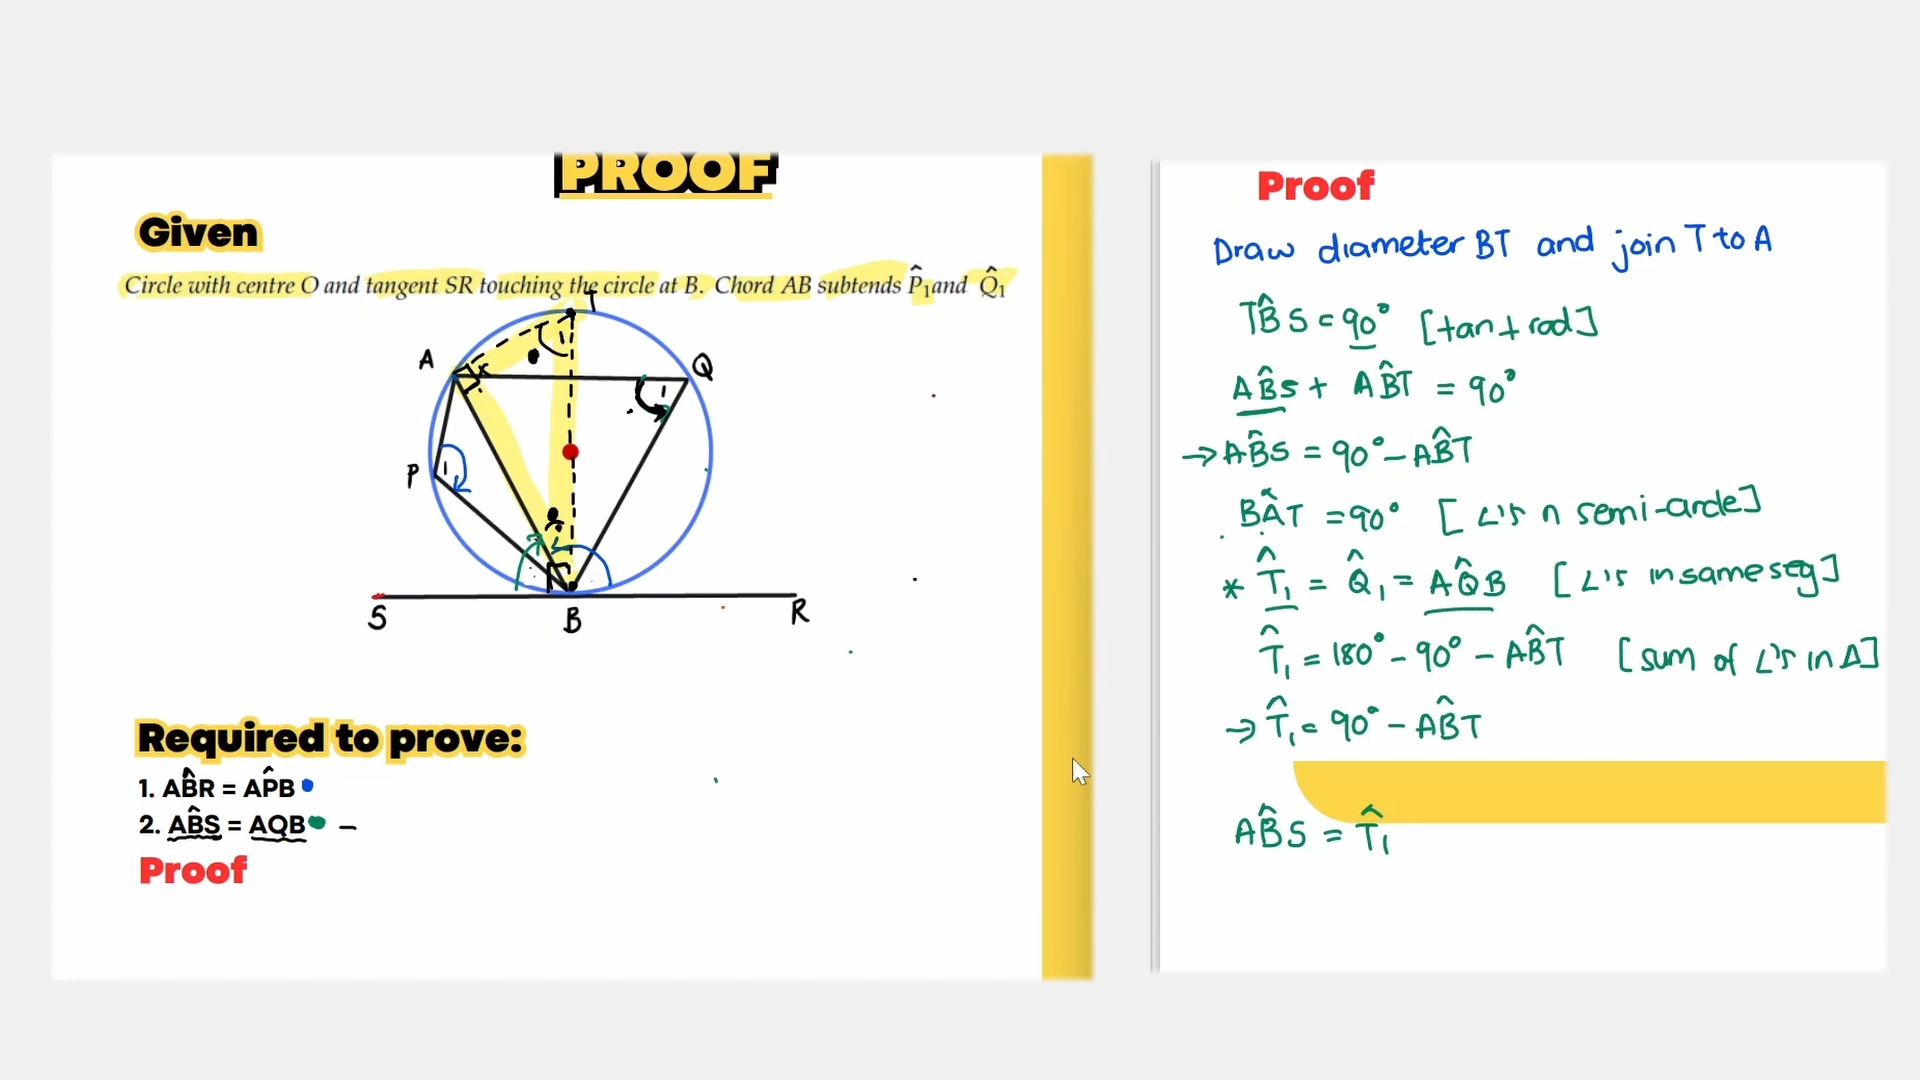 PROOF
Given
Circle with centre O and tangent SR touching the circle at B. Chord AB subtends P̂₁ and Q̂₁
T
A
Q
1
P
1
S
B
R
Required to prove:
1. AB̂R = AP̂B
2. AB̂S = AQB –
Proof
Proof
Draw diameter BT and join T to A
TB̂S = 90° [tan ⊥ rad]
AB̂S + AB̂T = 90°
→ AB̂S = 90° – AB̂T
BÂT = 90° [∠'s n semi-circle]
* T̂₁ = Q̂₁ = AQ̂B [∠'s in same seg]
T̂₁ = 180° – 90° – AB̂T [sum of ∠'s in Δ]
→ T̂₁ = 90° – AB̂T
AB̂S = T̂₁